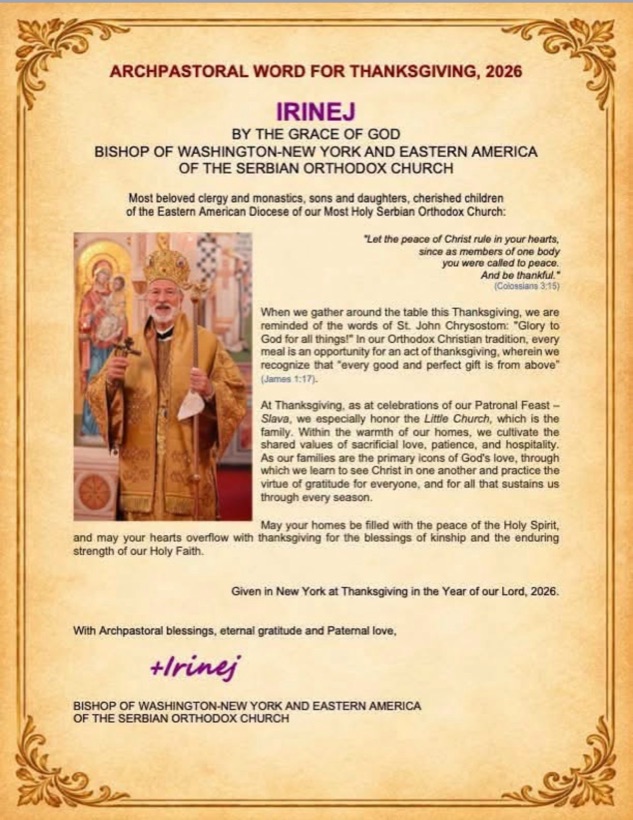 ARCHPASTORAL WORD FOR THANKSGIVING, 2026
IRINEJ
BY THE GRACE OF GOD
BISHOP OF WASHINGTON-NEW YORK AND EASTERN AMERICA
OF THE SERBIAN ORTHODOX CHURCH
Most beloved clergy and monastics, sons and daughters, cherished children
of the Eastern American Diocese of our Most Holy Serbian Orthodox Church:
"Let the peace of Christ rule in your hearts,
since as members of one body
you were called to peace.
And be thankful."
(Colossians 3:15)
When we gather around the table this Thanksgiving, we are
reminded of the words of St. John Chrysostom: "Glory to
God for all things!" In our Orthodox Christian tradition, every
meal is an opportunity for an act of thanksgiving, wherein we
recognize that "every good and perfect gift is from above"
(James 1:17).
At Thanksgiving, as at celebrations of our Patronal Feast –
Slava, we especially honor the Little Church, which is the
family. Within the warmth of our homes, we cultivate the
shared values of sacrificial love, patience, and hospitality.
As our families are the primary icons of God's love, through
which we learn to see Christ in one another and practice the
virtue of gratitude for everyone, and for all that sustains us
through every season.
May your homes be filled with the peace of the Holy Spirit,
and may your hearts overflow with thanksgiving for the blessings of kinship and the enduring
strength of our Holy Faith.
Given in New York at Thanksgiving in the Year of our Lord, 2026.
With Archpastoral blessings, eternal gratitude and Paternal love,
+Irinej
BISHOP OF WASHINGTON-NEW YORK AND EASTERN AMERICA
OF THE SERBIAN ORTHODOX CHURCH